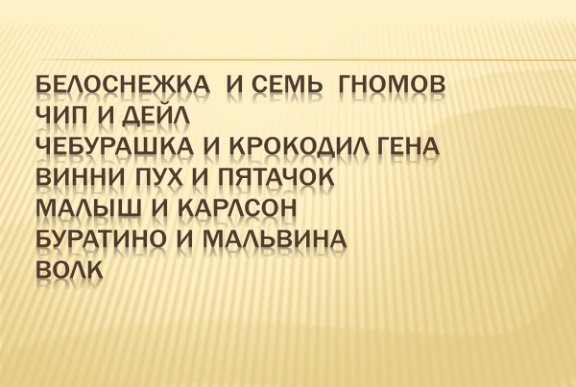 БЕЛОСНЕЖКА И СЕМЬ ГНОМОВ
ЧИП И ДЕЙЛ
ЧЕБУРАШКА И КРОКОДИЛ ГЕНА
ВИННИ ПУХ И ПЯТАЧОК
МАЛЫШ И КАРЛСОН
БУРАТИНО И МАЛЬВИНА
ВОЛК